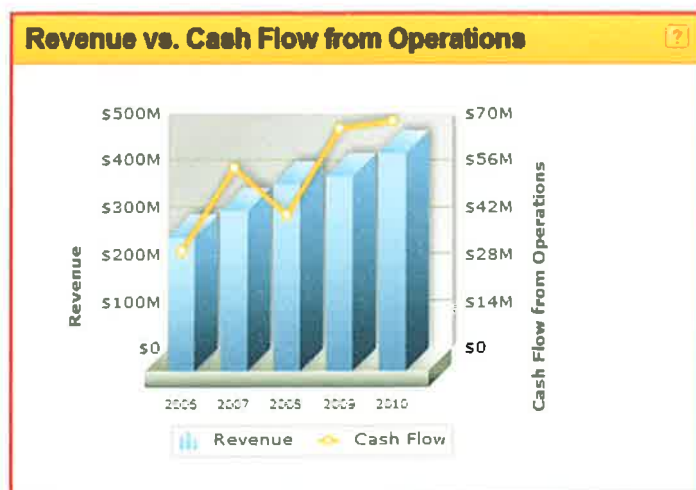 Revenue vs. Cash Flow from Operations
?
$500M
$400M
$300M
$200M
$100M
$0
Revenue
$70M
$56M
$42M
$28M
$14M
$0
Cash Flow from Operations
2006 2007 2008 2009 2010
Revenue Cash Flow